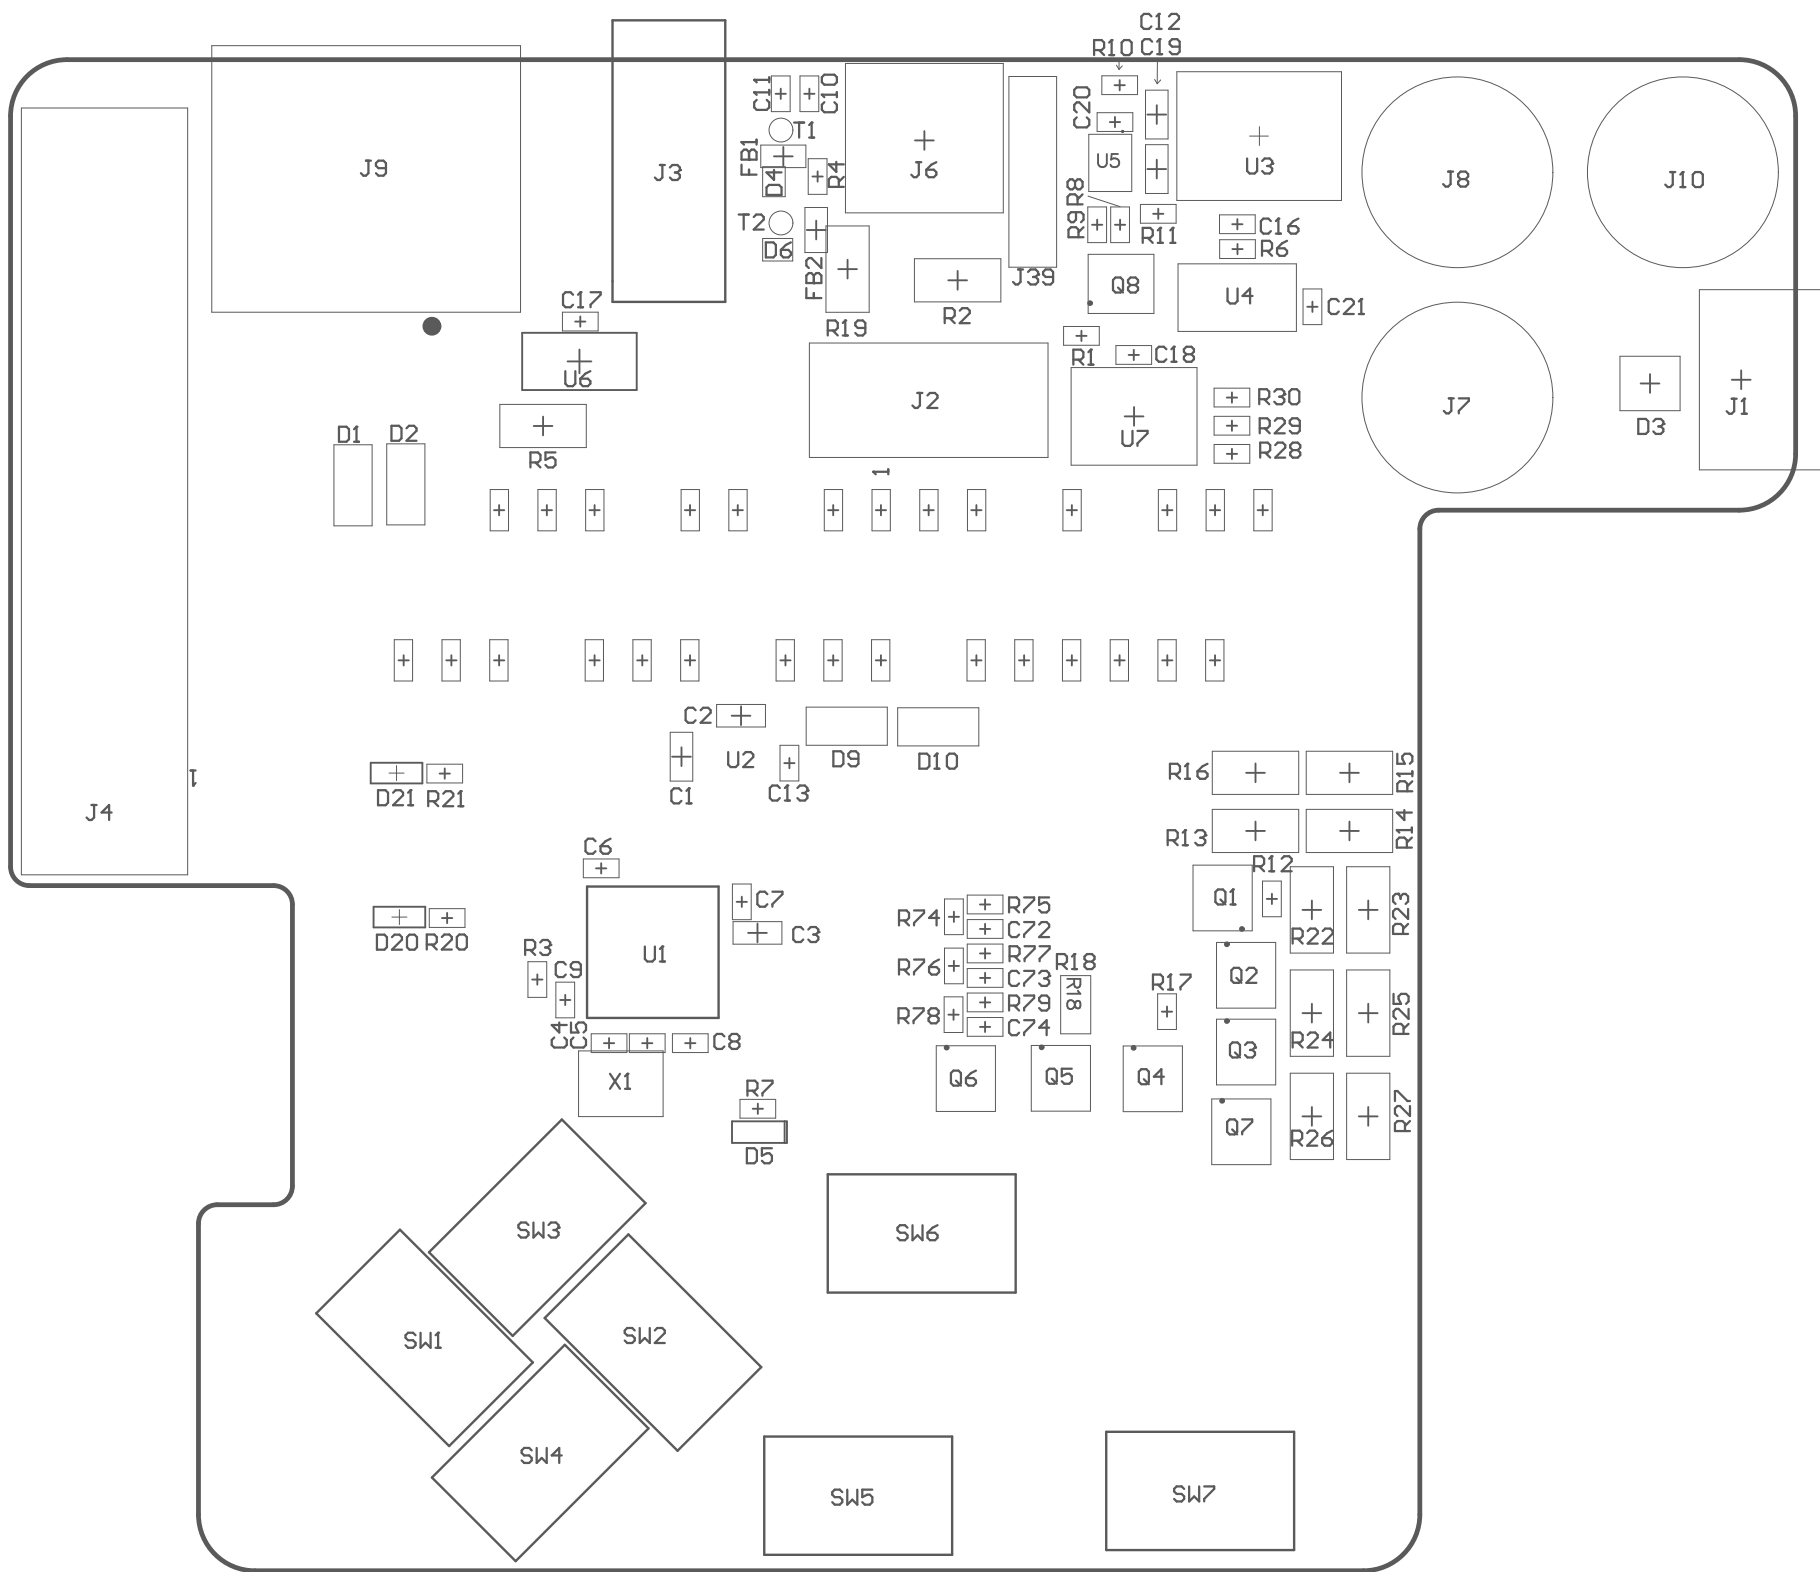 C12
R10 C19
C11
C10
C20
T1
FB1
D4
R4
J9
J3
J6
U5
U3
J8
J10
R8
R9
R11
C16
R6
T2
D6
FB2
J39
Q8
U4
C21
C17
R2
R19
R1
C18
U6
J2
U7
J7
J1
D3
R30
R29
R28
D1
D2
R5
1
C2
U2
D9
D10
C1
C13
R16
R15
1
D21
R21
J4
R13
R14
C6
R12
C7
Q1
R23
R22
C3
R74
R75
C72
D20
R20
R3
C9
U1
R76
R77
C73
R18
R18
Q2
R17
R78
R79
C74
R25
R24
C4
C5
C8
Q3
X1
R7
Q6
Q5
Q4
D5
Q7
R27
R26
SW3
SW6
SW1
SW2
SW4
SW5
SW7